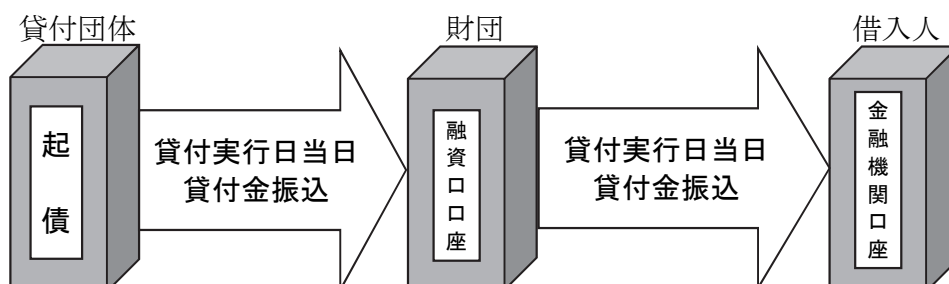 貸付団体
財団
借入人
起債
貸付実行日当日
貸付金振込
融資口口座
貸付実行日当日
貸付金振込
金融機関口座